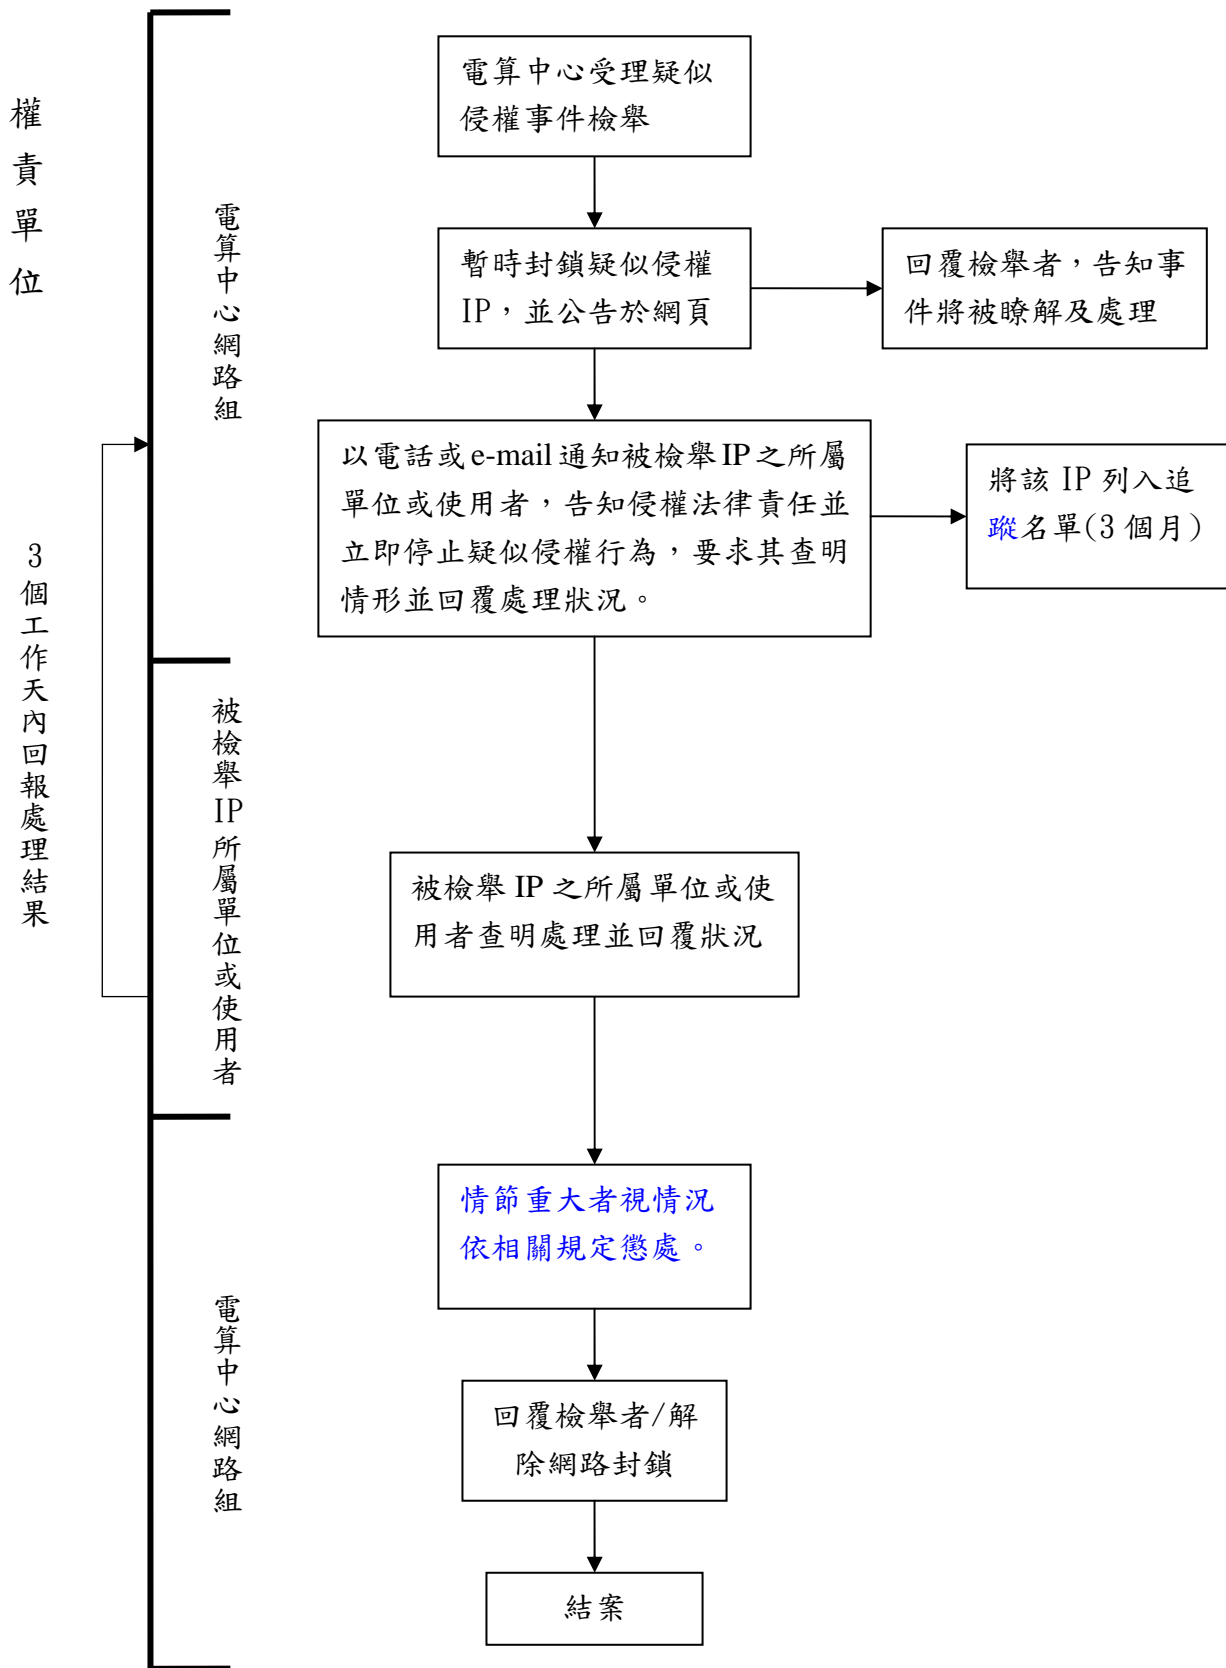 權責單位
電算中心網路組
電算中心受理疑似
侵權事件檢舉
暫時封鎖疑似侵權
IP，並公告於網頁
回覆檢舉者，告知事
件將被瞭解及處理
以電話或e-mail通知被檢舉IP之所屬
單位或使用者，告知侵權法律責任並
立即停止疑似侵權行為，要求其查明
情形並回覆處理狀況。
將該 IP 列入追
蹤名單(3 個月)
3個工作天內回報處理結果
被檢舉IP所屬單位或使用者
被檢舉 IP 之所屬單位或使
用者查明處理並回覆狀況
電算中心網路組
情節重大者視情況
依相關規定懲處。
回覆檢舉者/解
除網路封鎖
結案